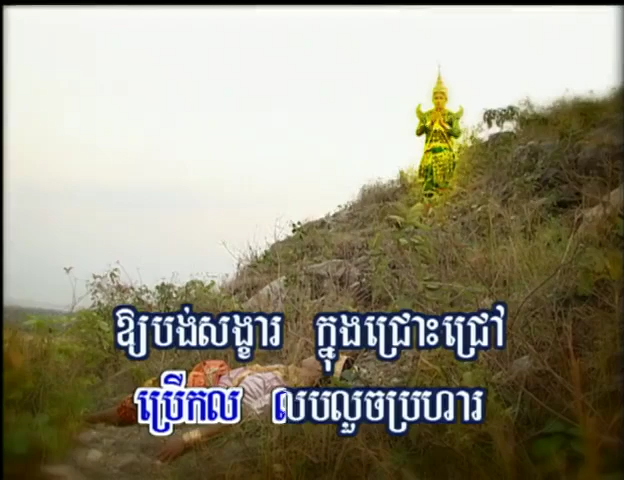 ឱ្យបង់សង្ខារ ក្នុងជ្រោះជ្រៅ
ប្រើកល លបលួចប្រហារ